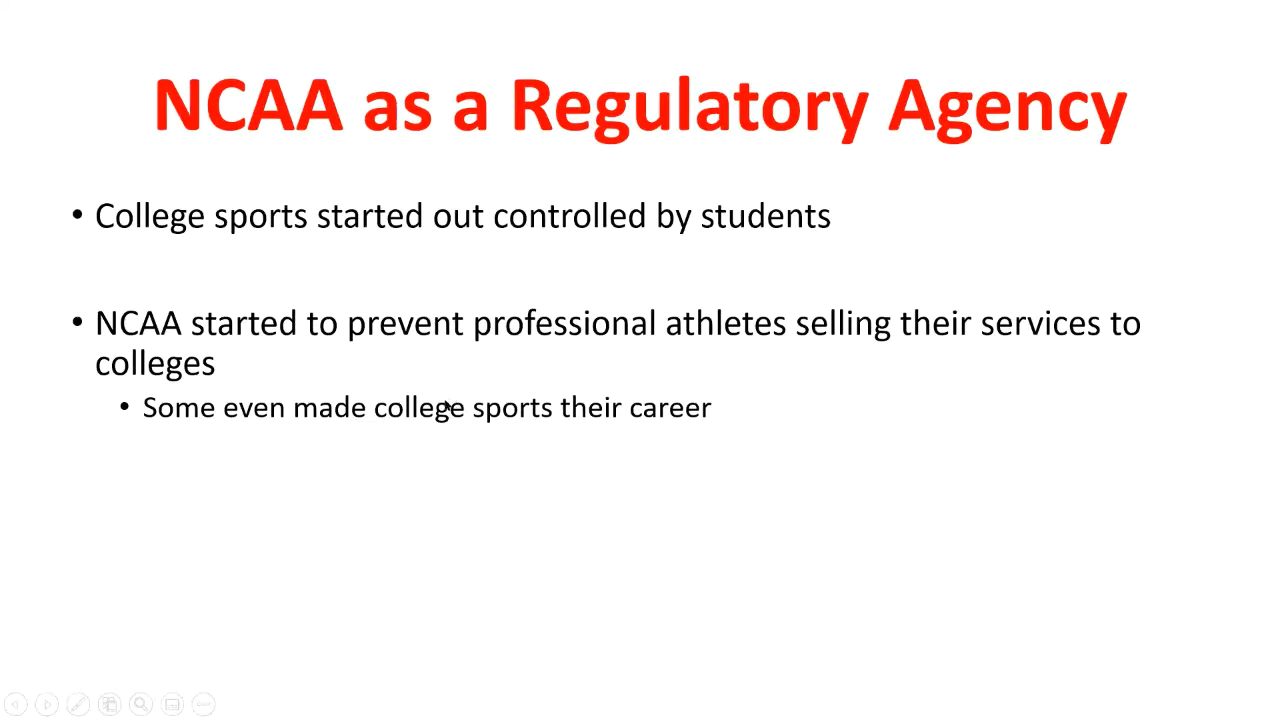 NCAA as a Regulatory Agency
• College sports started out controlled by students
• NCAA started to prevent professional athletes selling their services to
colleges
• Some even made college sports their career